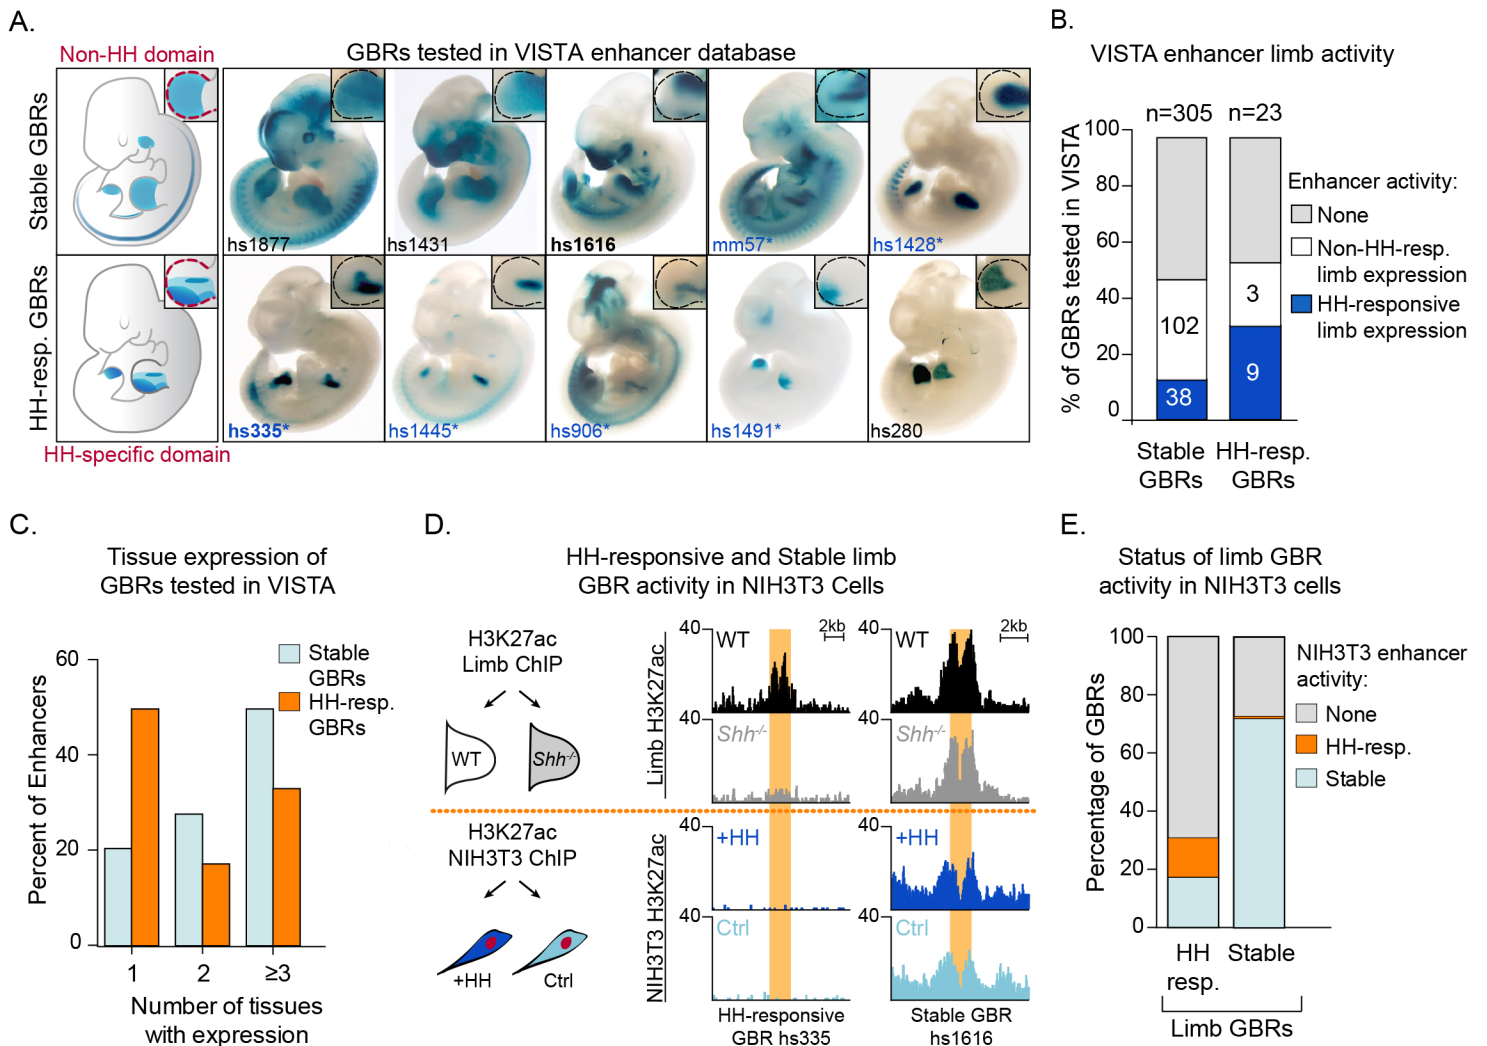 A.
Non-HH domain
GBRs tested in VISTA enhancer database
Stable GBRs
hs1877
hs1431
hs1616
mm57*
hs1428*
HH-resp. GBRs
hs335*
hs1445*
hs906*
hs1491*
hs280
HH-specific domain
B.
VISTA enhancer limb activity
% of GBRs tested in VISTA
n=305
n=23
100
80
60
40
20
0
102
38
3
9
Stable
GBRs
HH-resp.
GBRs
Enhancer activity:
None
Non-HH-resp.
limb expression
HH-responsive
limb expression
C.
Tissue expression of
GBRs tested in VISTA
Percent of Enhancers
60
40
20
0
Stable
GBRs
HH-resp.
GBRs
1
2
≥3
Number of tissues
with expression
D.
HH-responsive and Stable limb
GBR activity in NIH3T3 Cells
H3K27ac
Limb ChIP
WT
Shh-/-
H3K27ac
NIH3T3 ChIP
+HH
Ctrl
Limb H3K27ac
NIH3T3 H3K27ac
40
WT
2kb
40
WT
2kb
40
Shh-/-
40
Shh-/-
40
+HH
40
+HH
40
Ctrl
40
Ctrl
HH-responsive
GBR hs335
Stable GBR
hs1616
E.
Status of limb GBR
activity in NIH3T3 cells
Percentage of GBRs
100
80
60
40
20
0
NIH3T3 enhancer
activity:
None
HH-resp.
Stable
HH
resp.
Stable
Limb GBRs